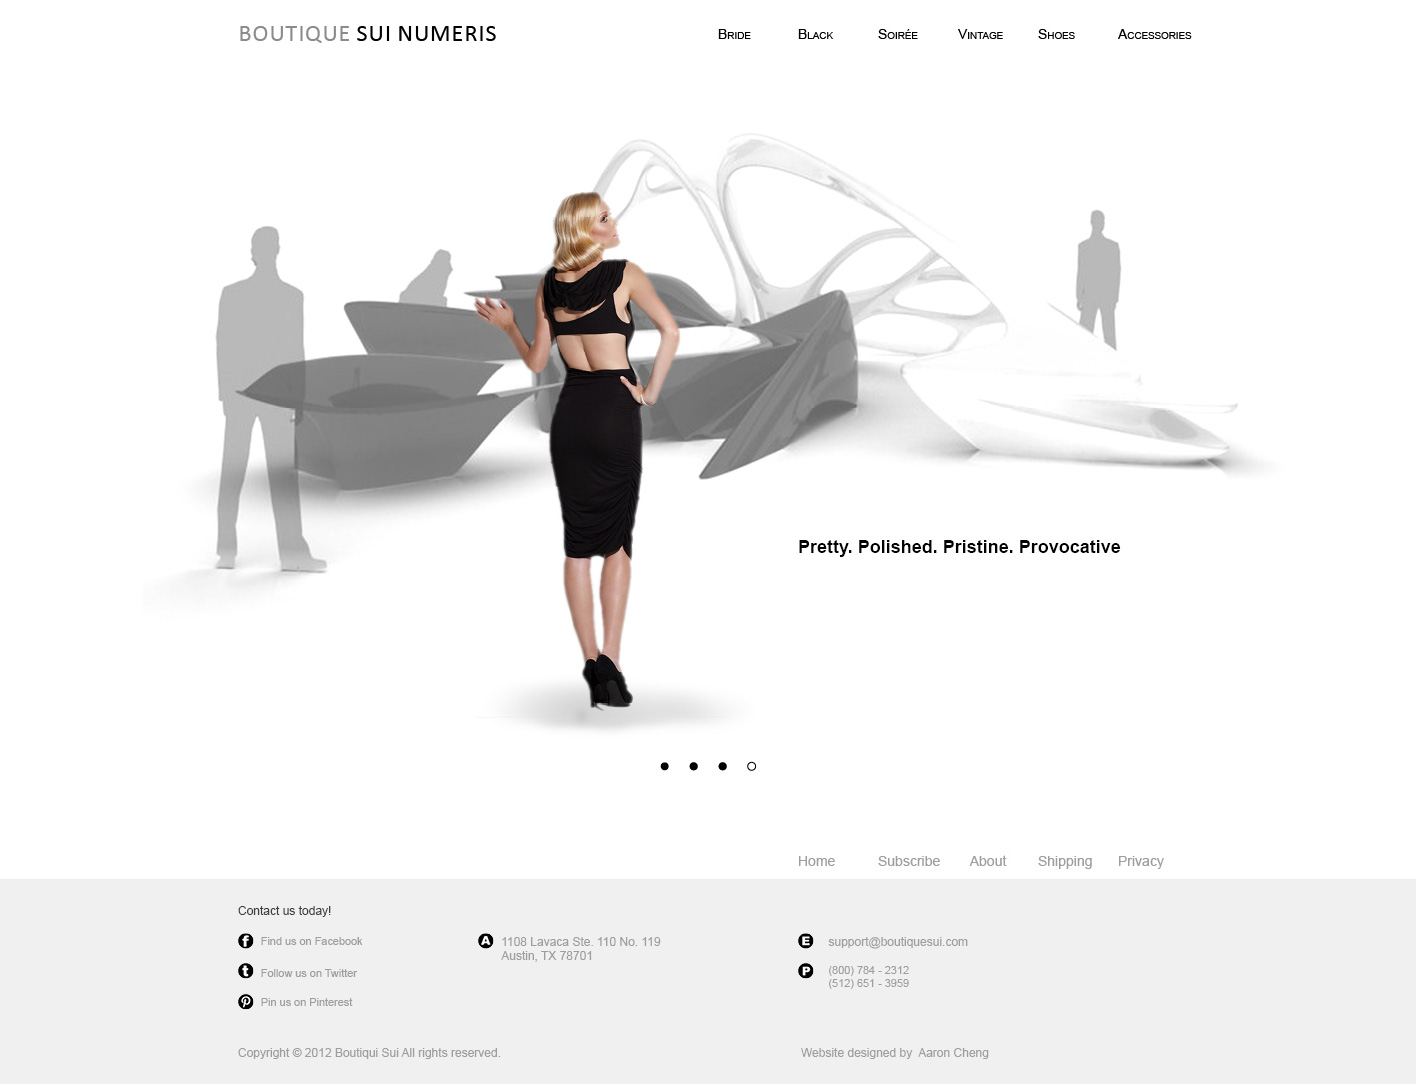 BOUTIQUE SUI NUMERIS
Bride Black Soirée Vintage Shoes Accessories
Pretty. Polished. Pristine. Provocative
Home Subscribe About Shipping Privacy
Contact us today!
f Find us on Facebook
A 1108 Lavaca Ste. 110 No. 119
Austin, TX 78701
E support@boutiquesui.com
t Follow us on Twitter
P (800) 784 - 2312
(512) 651 - 3959
Pin us on Pinterest
Copyright © 2012 Boutiqui Sui All rights reserved.
Website designed by Aaron Cheng